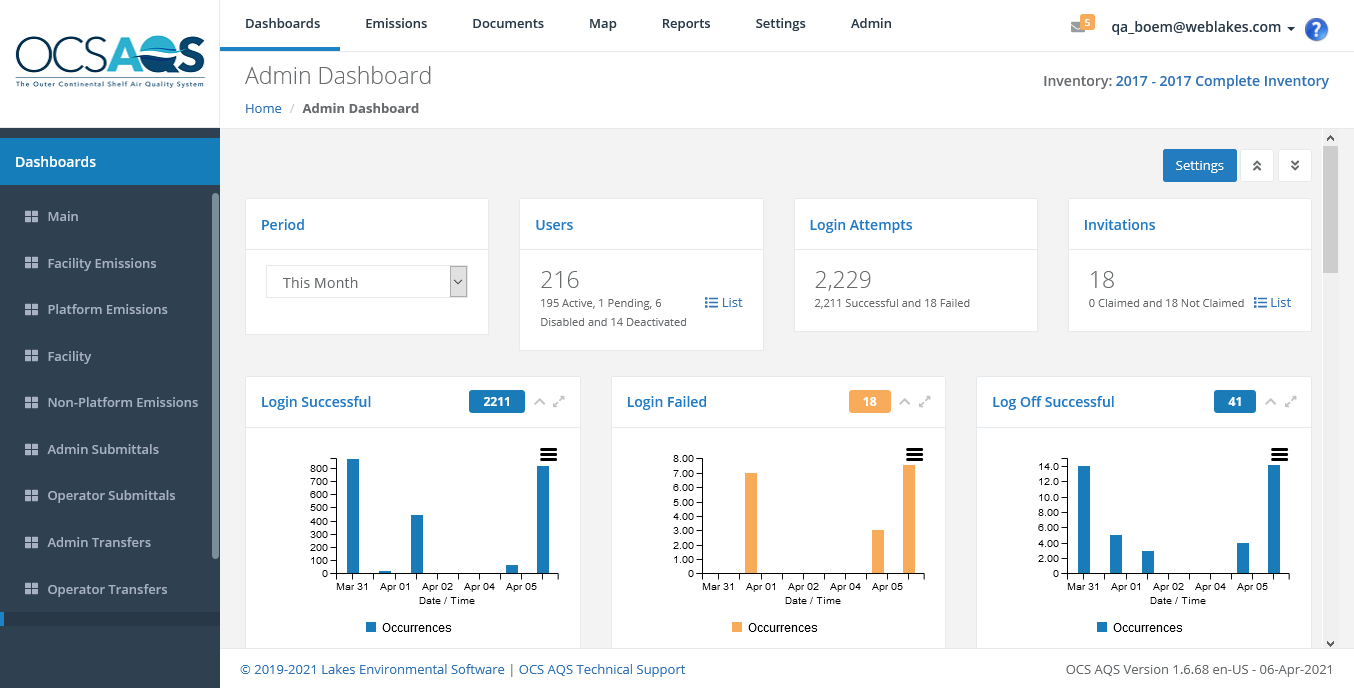 OCSAQS
The Outer Continental Shelf Air Quality System
Dashboards Emissions Documents Map Reports Settings Admin
5 qa_boem@weblakes.com ?
Admin Dashboard
Home / Admin Dashboard
Inventory: 2017 - 2017 Complete Inventory
Dashboards
Main
Facility Emissions
Platform Emissions
Facility
Non-Platform Emissions
Admin Submittals
Operator Submittals
Admin Transfers
Operator Transfers
Settings
Period
This Month
Users
216
195 Active, 1 Pending, 6
Disabled and 14 Deactivated
List
Login Attempts
2,229
2,211 Successful and 18 Failed
Invitations
18
0 Claimed and 18 Not Claimed
List
Login Successful 2211
800
700
600
500
400
300
200
100
0
Mar 31 Apr 01 Apr 02 Apr 04 Apr 05
Date / Time
Occurrences
Login Failed 18
8.00
7.00
6.00
5.00
4.00
3.00
2.00
1.00
0
Mar 31 Apr 01 Apr 02 Apr 04 Apr 05
Date / Time
Occurrences
Log Off Successful 41
14.0
12.0
10.0
8.00
6.00
4.00
2.00
0
Mar 31 Apr 01 Apr 02 Apr 04 Apr 05
Date / Time
Occurrences
© 2019-2021 Lakes Environmental Software | OCS AQS Technical Support
OCS AQS Version 1.6.68 en-US - 06-Apr-2021